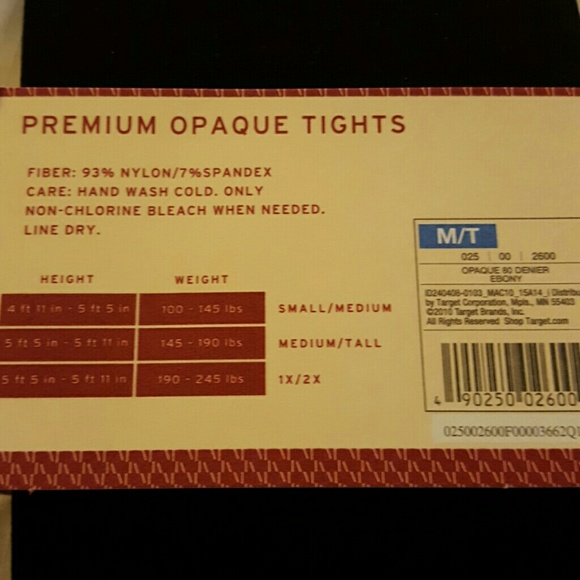 PREMIUM OPAQUE TIGHTS
FIBER: 93% NYLON/7%SPANDEX
CARE: HAND WASH COLD. ONLY
NON-CHLORINE BLEACH WHEN NEEDED.
LINE DRY.
HEIGHT WEIGHT
4 ft 11 in - 5 ft 5 in 100 - 145 lbs SMALL/MEDIUM
5 ft 5 in - 5 ft 11 in 145 - 190 lbs MEDIUM/TALL
5 ft 5 in - 5 ft 11 in 190 - 245 lbs 1X/2X
M/T
025 00 2600
OPAQUE 80 DENIER
EBONY
ID240406-0103_MAC10_15A14_| Distribu
by Target Corporation, Mpls., MN 55403
©2010 Target Brands, Inc.
All Rights Reserved Shop Target.com
4 90250 02600
025002600F00003662Q1